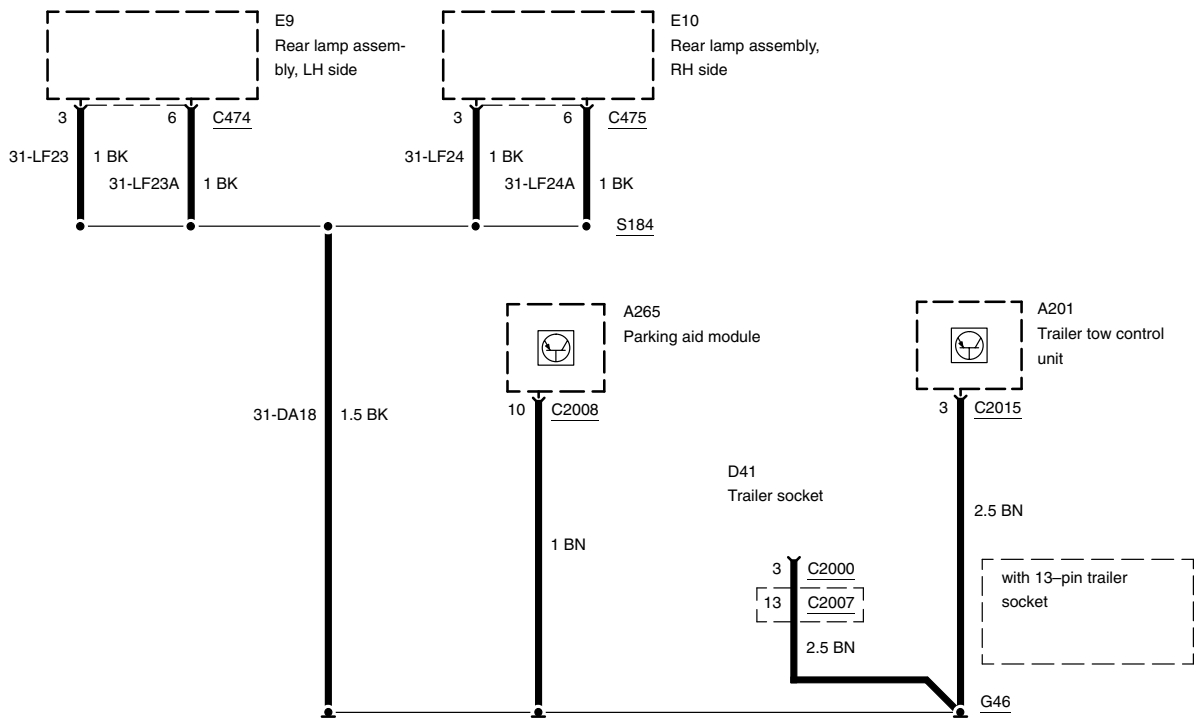 E9
Rear lamp assem-
bly, LH side
E10
Rear lamp assembly,
RH side
3
6
C474
3
6
C475
31-LF23
1 BK
31-LF24
1 BK
31-LF23A
1 BK
31-LF24A
1 BK
S184
A265
Parking aid module
A201
Trailer tow control
unit
31-DA18
1.5 BK
10
C2008
3
C2015
D41
Trailer socket
2.5 BN
1 BN
3
C2000
13
C2007
with 13–pin trailer
socket
2.5 BN
G46